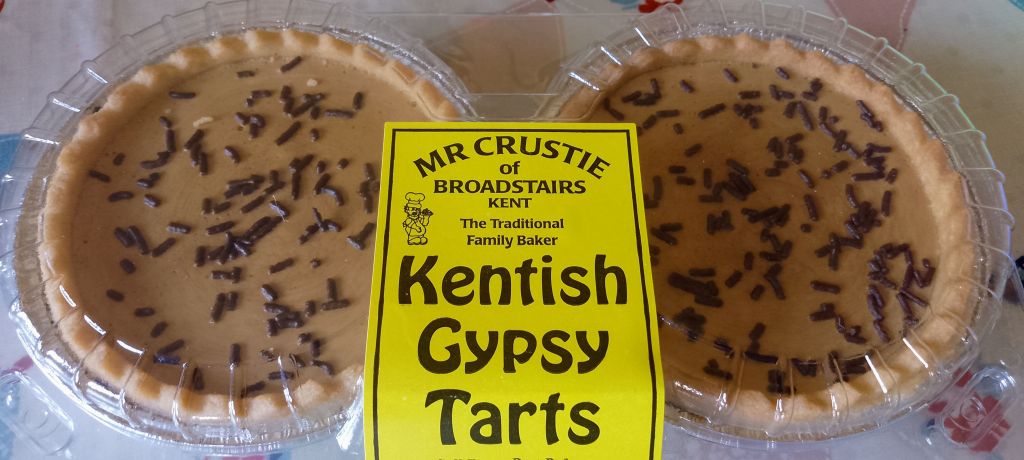 MR CRUSTIE
of
BROADSTAIRS
KENT
The Traditional
Family Baker
Kentish
Gypsy
Tarts